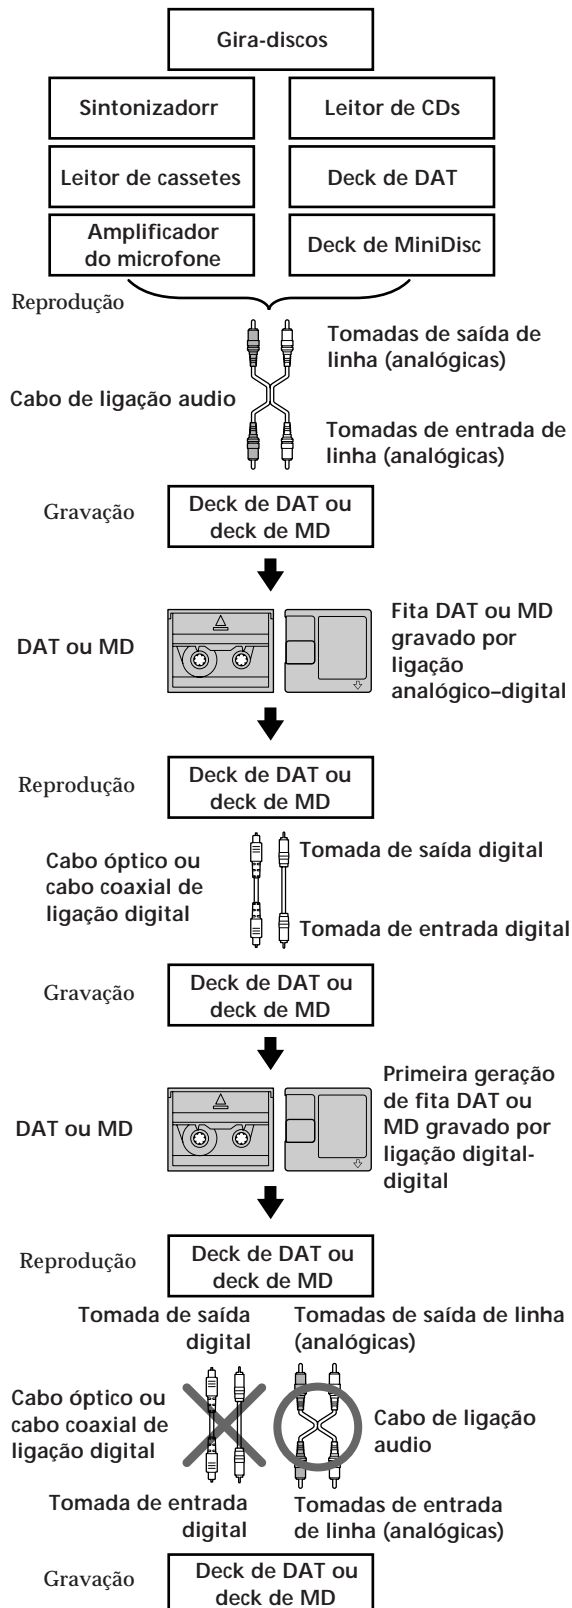 Gira-discos
Sintonizadorr
Leitor de CDs
Leitor de cassetes
Deck de DAT
Amplificador
do microfone
Deck de MiniDisc
Reprodução
Tomadas de saída de
linha (analógicas)
Cabo de ligação audio
Tomadas de entrada de
linha (analógicas)
Gravação
Deck de DAT ou
deck de MD
DAT ou MD
Fita DAT ou MD
gravado por
ligação
analógico–digital
Reprodução
Deck de DAT ou
deck de MD
Cabo óptico ou
cabo coaxial de
ligação digital
Tomada de saída digital
Tomada de entrada digital
Gravação
Deck de DAT ou
deck de MD
DAT ou MD
Primeira geração
de fita DAT ou
MD gravado por
ligação digital-
digital
Reprodução
Deck de DAT ou
deck de MD
Tomada de saída
digital
Tomadas de saída de linha
(analógicas)
Cabo óptico ou
cabo coaxial de
ligação digital
Cabo de ligação
audio
Tomada de entrada
digital
Tomadas de entrada
de linha (analógicas)
Gravação
Deck de DAT ou
deck de MD